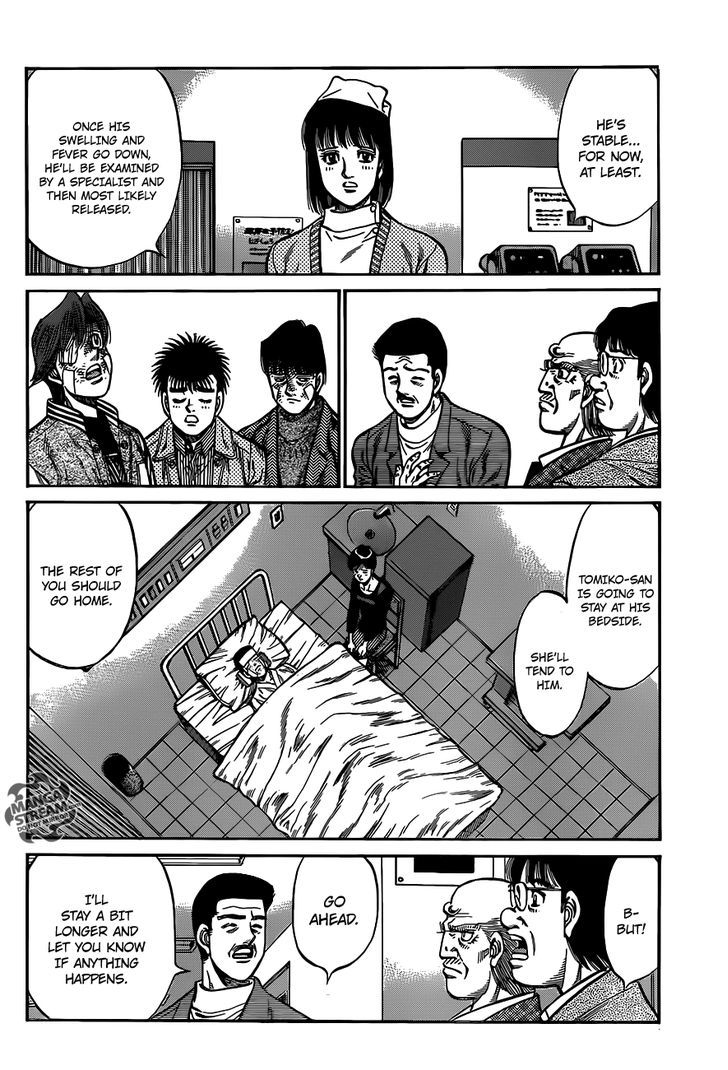 HE'S
STABLE...
FOR NOW,
AT LEAST.
ONCE HIS
SWELLING AND
FEVER GO DOWN,
HE'LL BE EXAMINED
BY A SPECIALIST AND
THEN MOST LIKELY
RELEASED.
TOMIKO-SAN
IS GOING TO
STAY AT HIS
BEDSIDE.
SHE'LL
TEND TO
HIM.
THE REST OF
YOU SHOULD
GO HOME.
MANGA
STREAM
B-
BUT!
GO
AHEAD.
I'LL
STAY A BIT
LONGER AND
LET YOU KNOW
IF ANYTHING
HAPPENS.